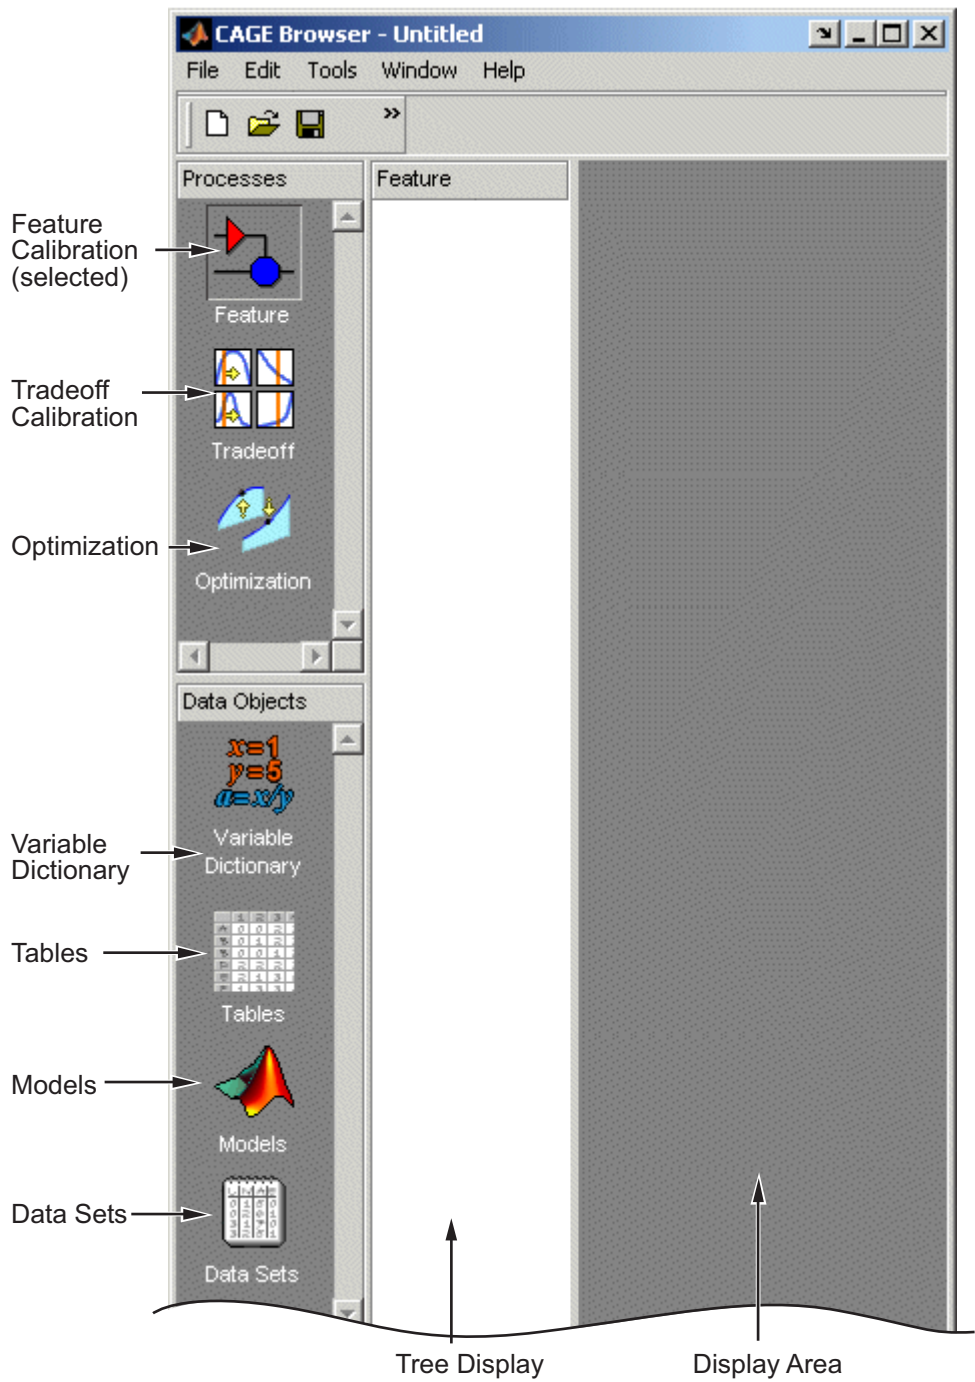 CAGE Browser - Untitled
File Edit Tools Window Help
Processes
Feature
Feature
Calibration
(selected)
Feature
Tradeoff
Calibration
Tradeoff
Optimization
Optimization
Data Objects
x=1
y=5
a=x/y
Variable
Dictionary
Variable
Dictionary
Tables
Tables
Models
Models
Data Sets
Data Sets
Tree Display
Display Area